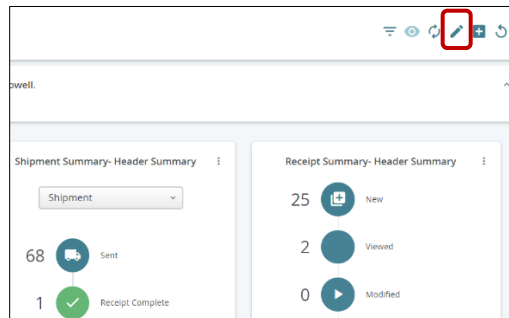 owell.
Shipment Summary- Header Summary
Receipt Summary- Header Summary
Shipment
68 Sent
1 Receipt Complete
25 New
2 Viewed
0 Modified